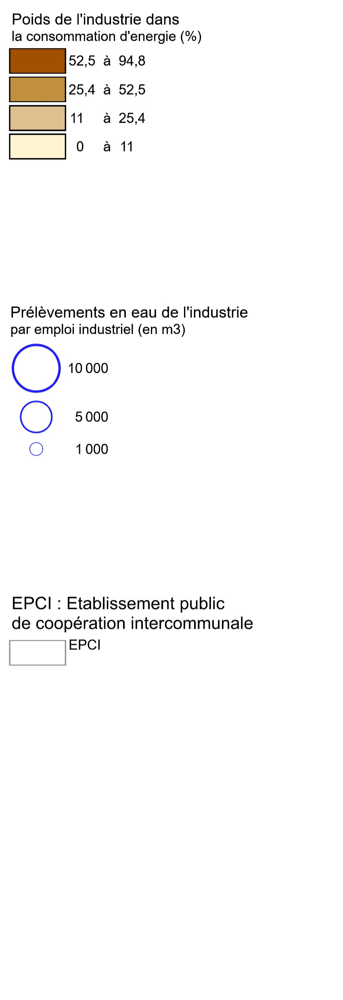 Poids de l'industrie dans
la consommation d'energie (%)
52,5 à 94,8
25,4 à 52,5
11 à 25,4
0 à 11
Prélèvements en eau de l'industrie
par emploi industriel (en m3)
10 000
5 000
1 000
EPCI : Etablissement public
de coopération intercommunale
EPCI